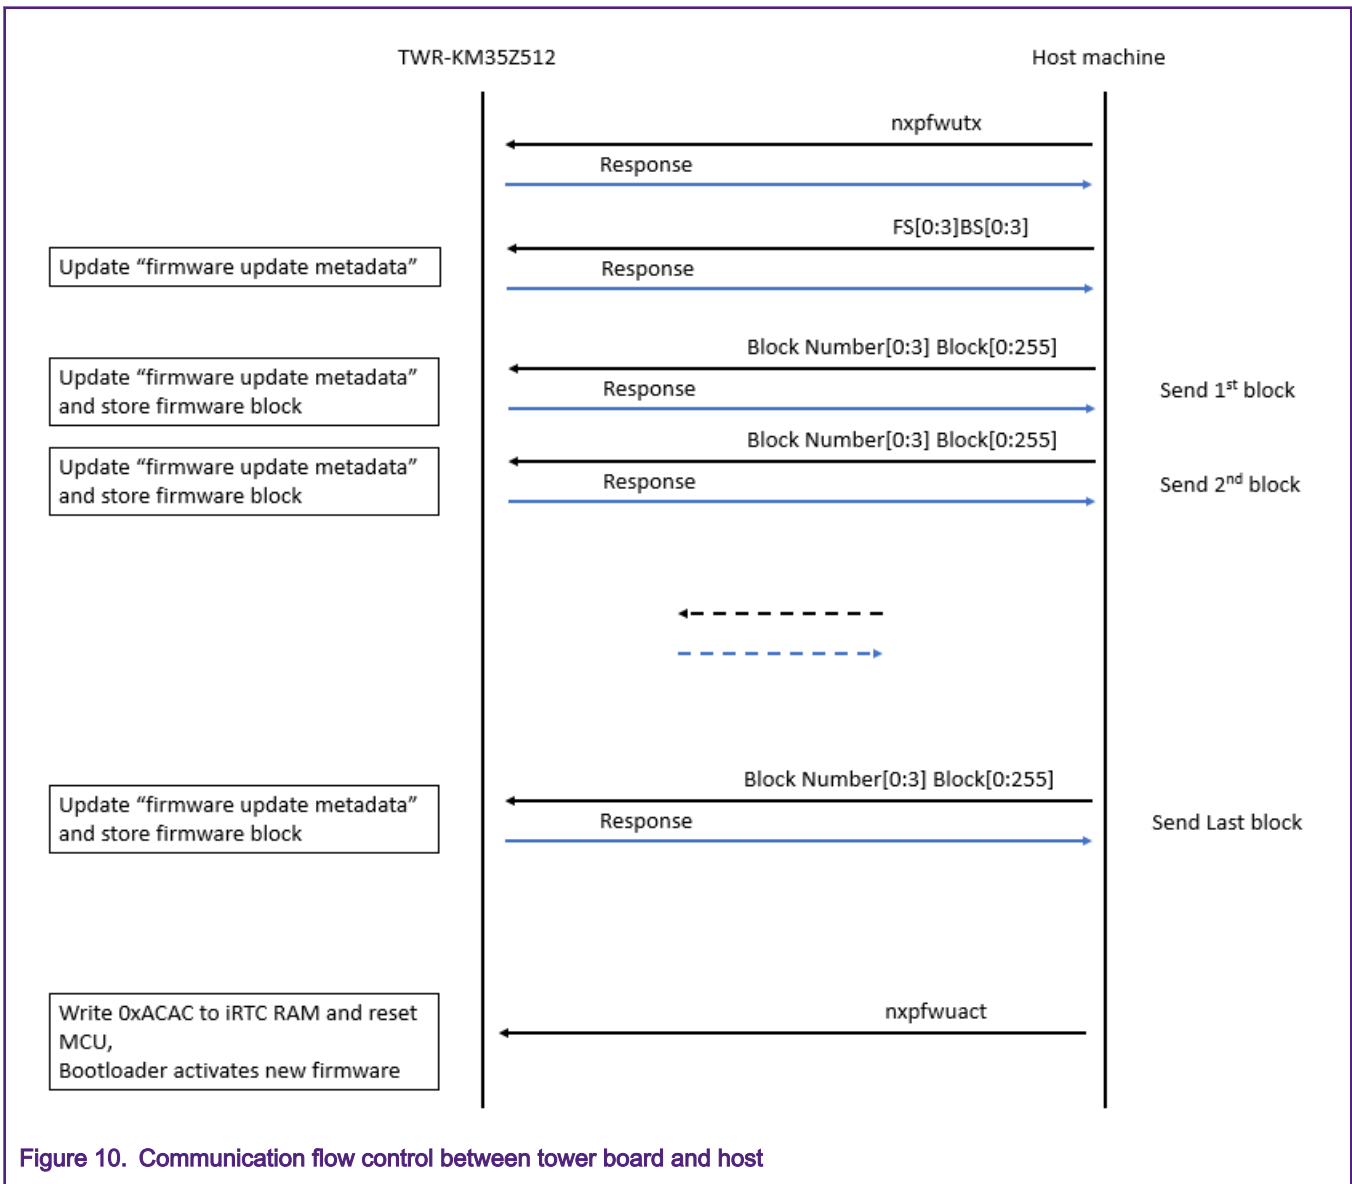 TWR-KM35Z512
Host machine
nxpfwutx
Response
FS[0:3]BS[0:3]
Update “firmware update metadata”
Response
Block Number[0:3] Block[0:255]
Update “firmware update metadata”
and store firmware block
Response
Send 1st block
Block Number[0:3] Block[0:255]
Update “firmware update metadata”
and store firmware block
Response
Send 2nd block
Block Number[0:3] Block[0:255]
Update “firmware update metadata”
and store firmware block
Response
Send Last block
Write 0xACAC to iRTC RAM and reset
MCU,
Bootloader activates new firmware
nxpfwuact
Figure 10. Communication flow control between tower board and host